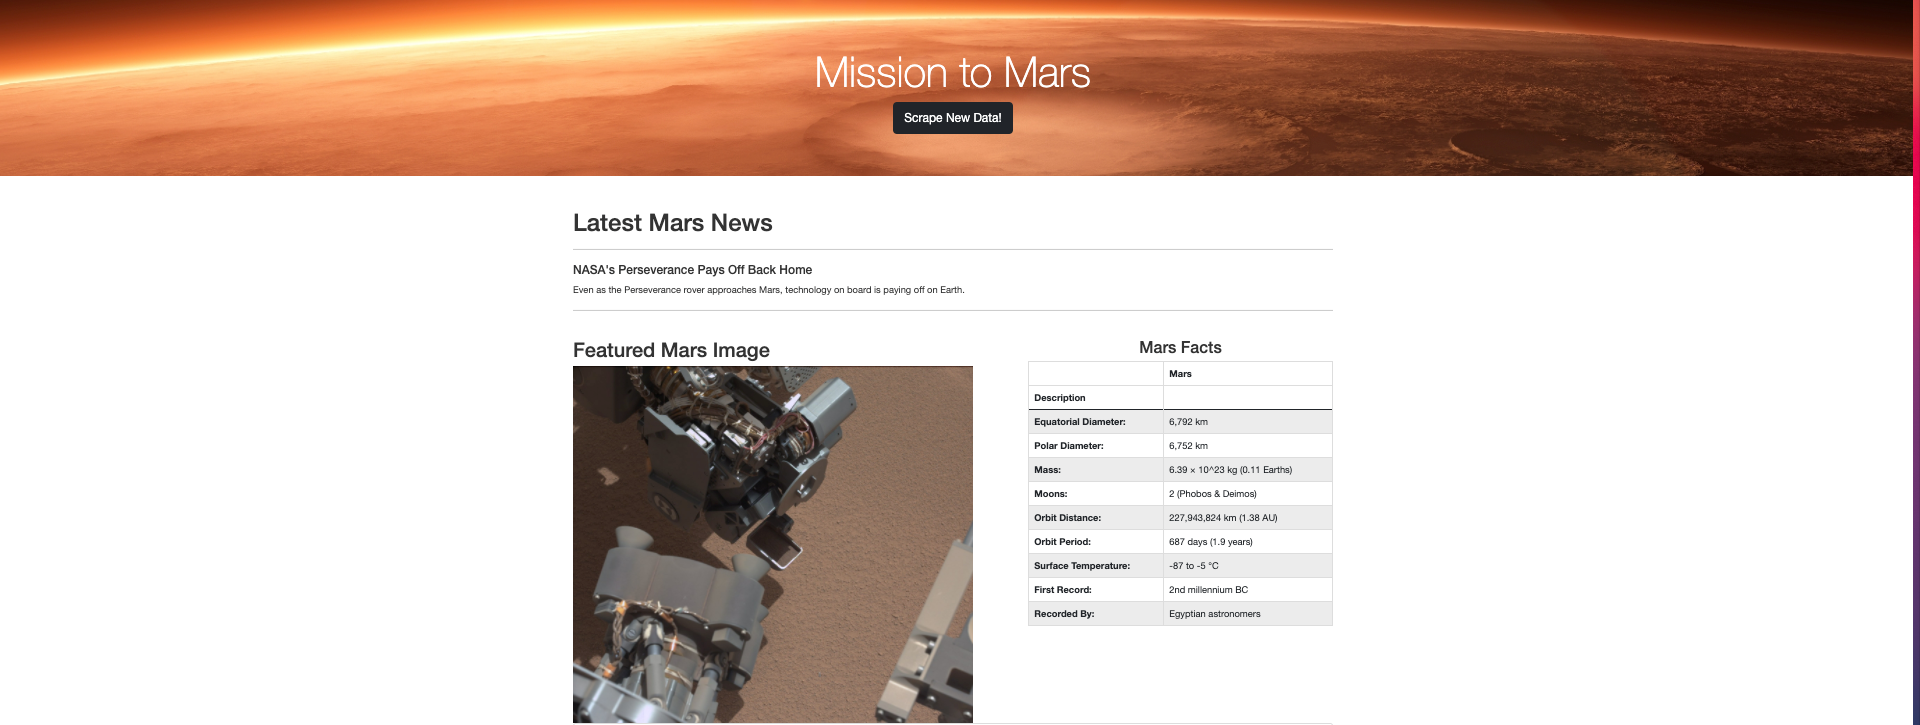 Mission to Mars
Scrape New Data!
Latest Mars News
NASA's Perseverance Pays Off Back Home
Even as the Perseverance rover approaches Mars, technology on board is paying off on Earth.
Featured Mars Image
Mars Facts
Mars
Description
Equatorial Diameter: 6,792 km
Polar Diameter: 6,752 km
Mass: 6.39 × 10^23 kg (0.11 Earths)
Moons: 2 (Phobos & Deimos)
Orbit Distance: 227,943,824 km (1.38 AU)
Orbit Period: 687 days (1.9 years)
Surface Temperature: -87 to -5 °C
First Record: 2nd millennium BC
Recorded By: Egyptian astronomers